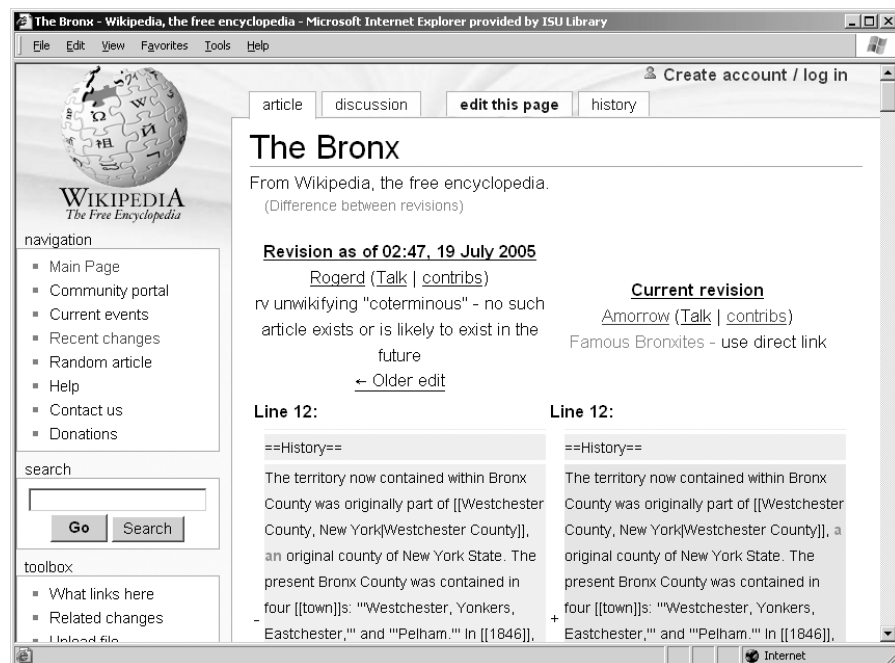 The Bronx - Wikipedia, the free encyclopedia - Microsoft Internet Explorer provided by ISU Library
File Edit View Favorites Tools Help
Create account / log in
article discussion edit this page history
WIKIPEDIA
The Free Encyclopedia
navigation
Main Page
Community portal
Current events
Recent changes
Random article
Help
Contact us
Donations
search
Go Search
toolbox
What links here
Related changes
Upload file
The Bronx
From Wikipedia, the free encyclopedia.
(Difference between revisions)
Revision as of 02:47, 19 July 2005
Rogerd (Talk | contribs)
rv unwikifying "coterminous" - no such
article exists or is likely to exist in the
future
← Older edit
Current revision
Amorrow (Talk | contribs)
Famous Bronxites - use direct link
Line 12:
==History==
The territory now contained within Bronx
County was originally part of [[Westchester
County, New York|Westchester County]],
an original county of New York State. The
present Bronx County was contained in
- four [[town]]s: '''Westchester, Yonkers,
Eastchester,''' and '''Pelham.''' In [[1846]],
Line 12:
==History==
The territory now contained within Bronx
County was originally part of [[Westchester
County, New York|Westchester County]], a
original county of New York State. The
present Bronx County was contained in
+ four [[town]]s: '''Westchester, Yonkers,
Eastchester,''' and '''Pelham.''' In [[1846]],
Internet